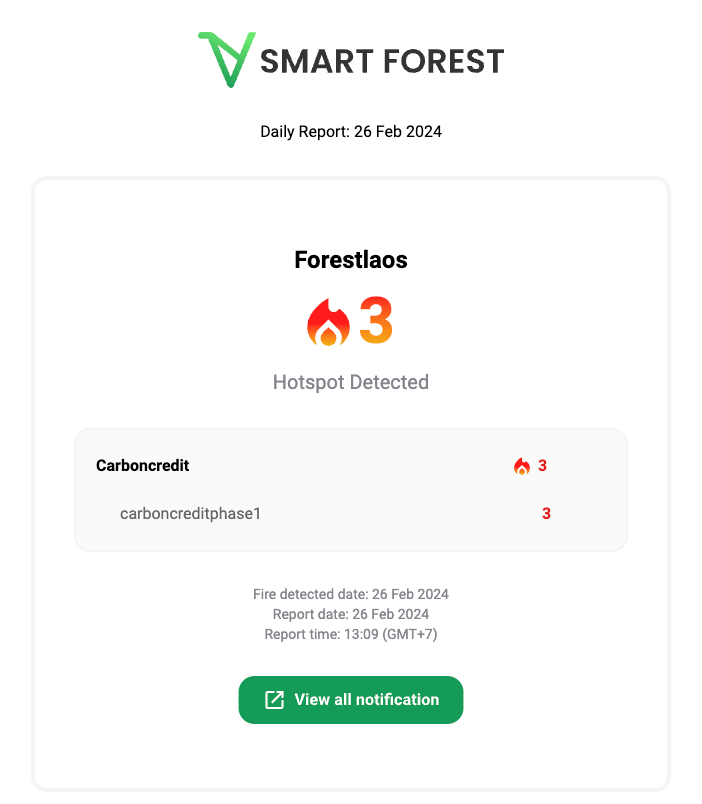 SMART FOREST
Daily Report: 26 Feb 2024
Forestlaos
3
Hotspot Detected
Carboncredit 3
carboncreditphase1 3
Fire detected date: 26 Feb 2024
Report date: 26 Feb 2024
Report time: 13:09 (GMT+7)
View all notification